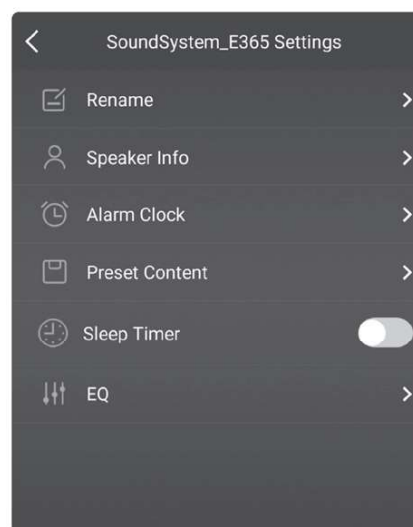 SoundSystem_E365 Settings
Rename
Speaker Info
Alarm Clock
Preset Content
Sleep Timer
EQ